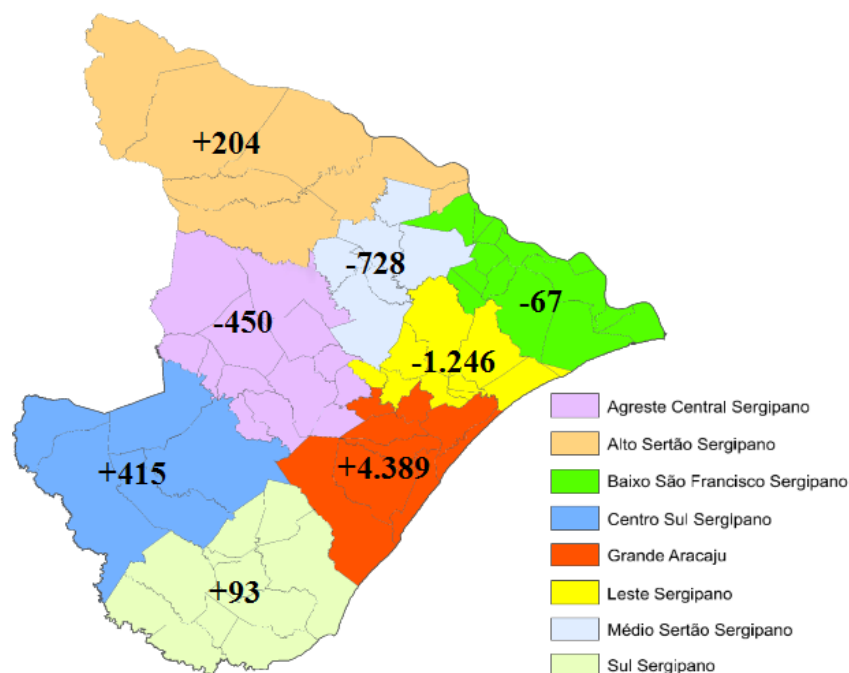 +204
-728
-67
-450
-1.246
+415
+4.389
+93
Agreste Central Sergipano
Alto Sertão Sergipano
Baixo São Francisco Sergipano
Centro Sul Sergipano
Grande Aracaju
Leste Sergipano
Médio Sertão Sergipano
Sul Sergipano